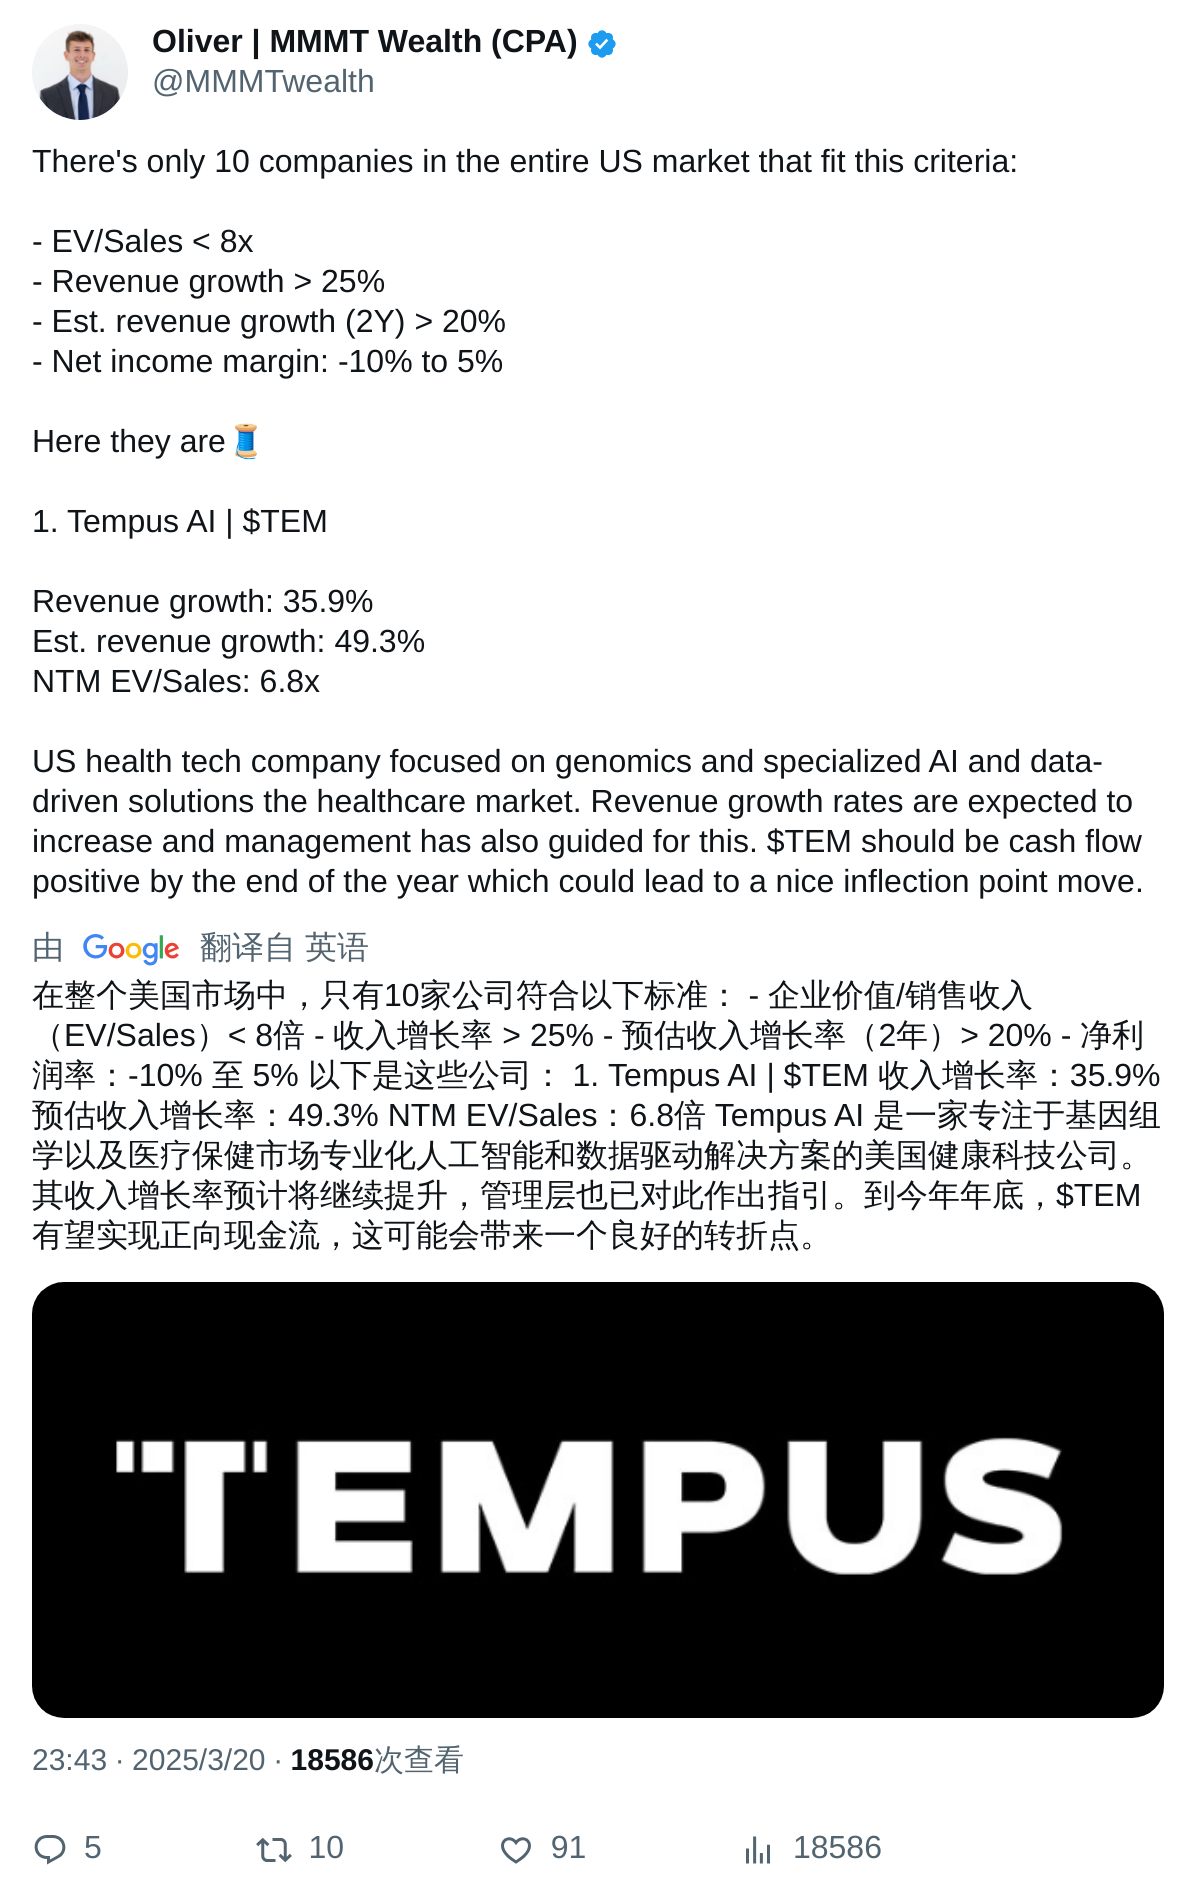 Oliver | MMMT Wealth (CPA)
@MMMTwealth
There's only 10 companies in the entire US market that fit this criteria:
- EV/Sales < 8x
- Revenue growth > 25%
- Est. revenue growth (2Y) > 20%
- Net income margin: -10% to 5%
Here they are🧵
1. Tempus AI | $TEM
Revenue growth: 35.9%
Est. revenue growth: 49.3%
NTM EV/Sales: 6.8x
US health tech company focused on genomics and specialized AI and data-
driven solutions the healthcare market. Revenue growth rates are expected to
increase and management has also guided for this. $TEM should be cash flow
positive by the end of the year which could lead to a nice inflection point move.
由 Google 翻译自 英语
在整个美国市场中，只有10家公司符合以下标准： - 企业价值/销售收入
（EV/Sales）< 8倍 - 收入增长率 > 25% - 预估收入增长率（2年）> 20% - 净利
润率：-10% 至 5% 以下是这些公司： 1. Tempus AI | $TEM 收入增长率：35.9%
预估收入增长率：49.3% NTM EV/Sales：6.8倍 Tempus AI 是一家专注于基因组
学以及医疗保健市场专业化人工智能和数据驱动解决方案的美国健康科技公司。
其收入增长率预计将继续提升，管理层也已对此作出指引。到今年年底，$TEM
有望实现正向现金流，这可能会带来一个良好的转折点。
TEMPUS
23:43 · 2025/3/20 · 18586次查看
5 10 91 18586